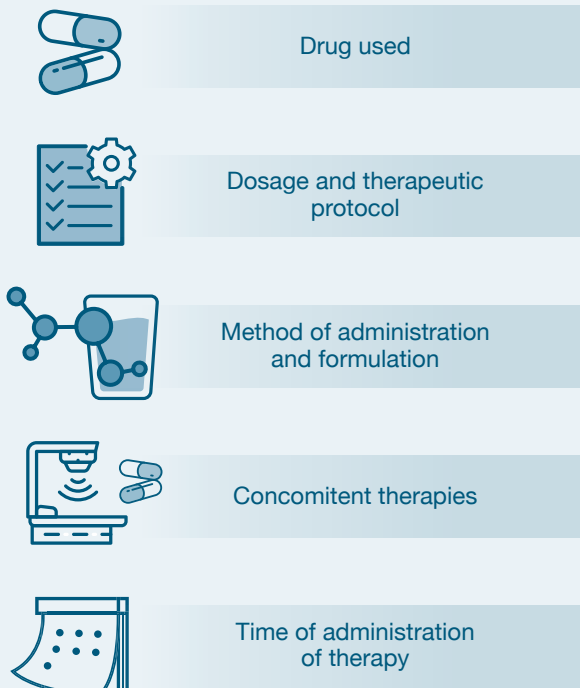 Drug used
Dosage and therapeutic
protocol
Method of administration
and formulation
Concomitent therapies
Time of administration
of therapy